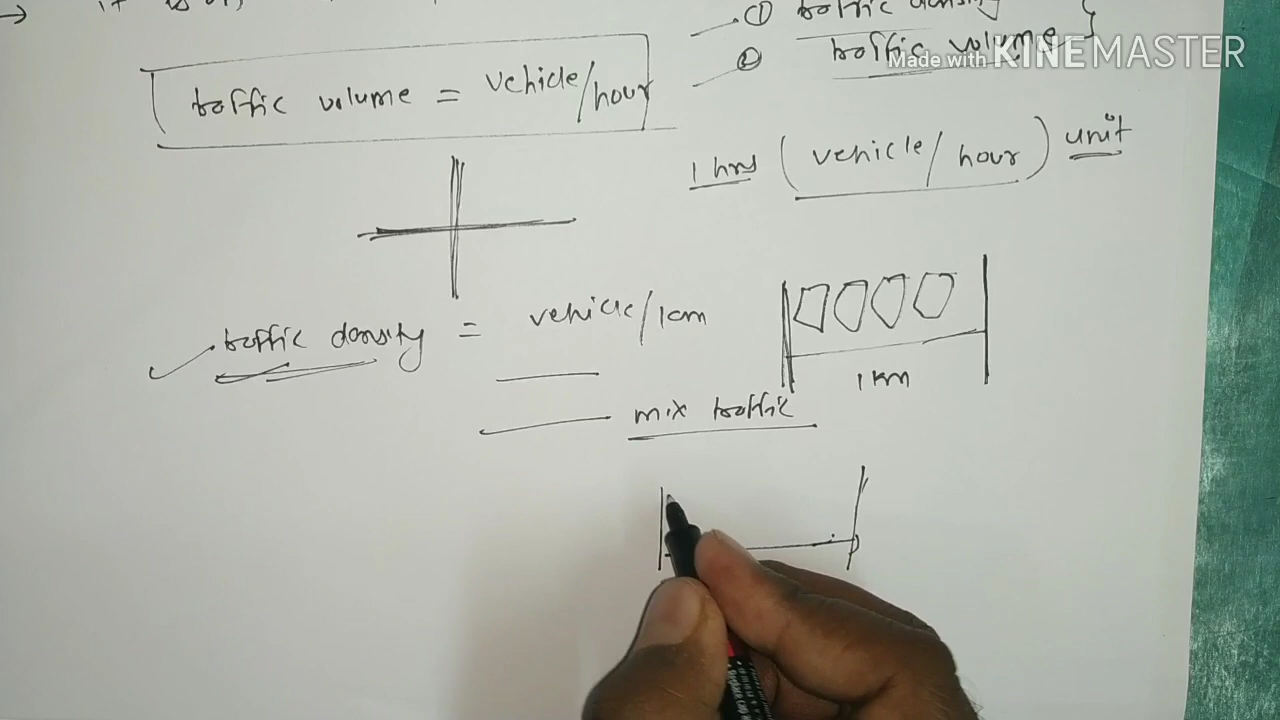 ① traffic density
② traffic volume
Made with KINEMASTER
traffic volume = vehicle/hour
1 hrs (vehicle/hour) unit
traffic density = vehicle/1cm
1 km
mix traffic